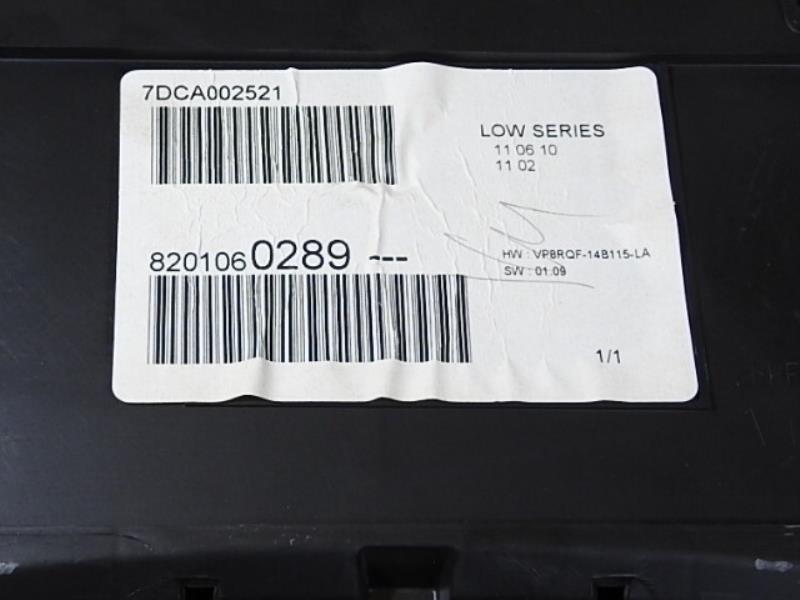 7DCA002521
LOW SERIES
11 06 10
11 02
8201060289 ---
HW : VP8RQF-14B115-LA
SW : 01.09
1/1